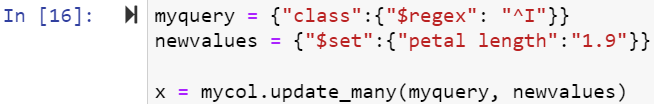 In [16]: myquery = {"class":{"$regex": "^I"}}
newvalues = {"$set":{"petal length":"1.9"}}
x = mycol.update_many(myquery, newvalues)